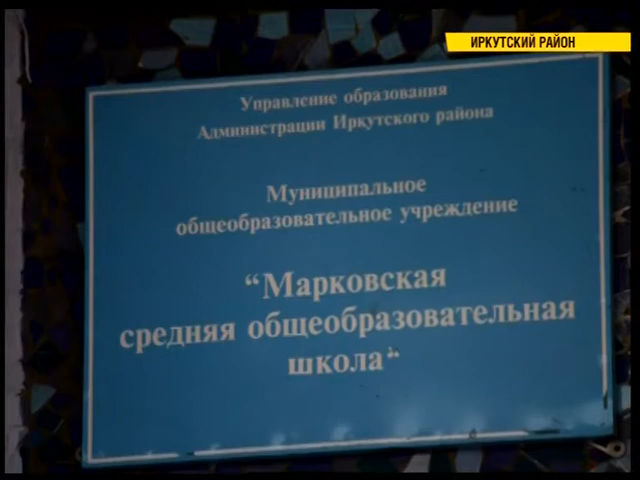 ИРКУТСКИЙ РАЙОН
Управление образования
Администрации Иркутского района
Муниципальное
общеобразовательное учреждение
“Марковская
средняя общеобразовательная
школа“